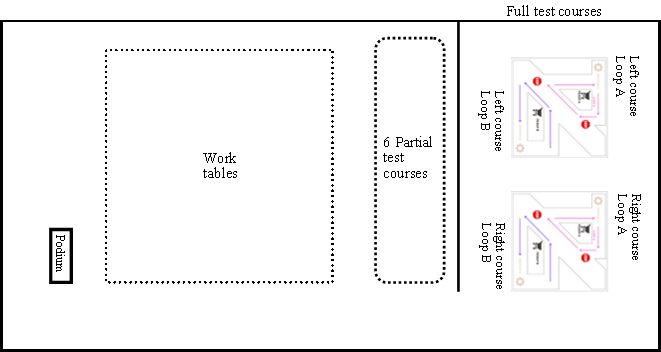 Full test courses
Left course
Loop A
Left course
Loop B
6 Partial
test
courses
Work
tables
Right course
Loop A
Right course
Loop B
Podium